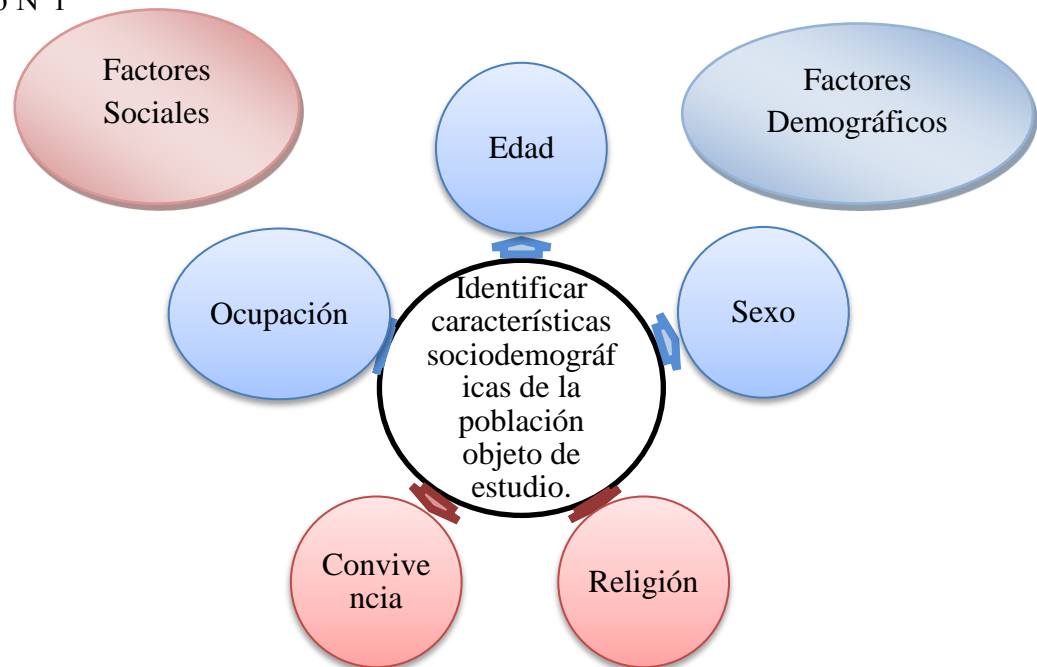 N 1
Factores
Sociales
Factores
Demográficos
Edad
Ocupación
Sexo
Identificar
características
sociodemográf
icas de la
población
objeto de
estudio.
Convive
ncia
Religión